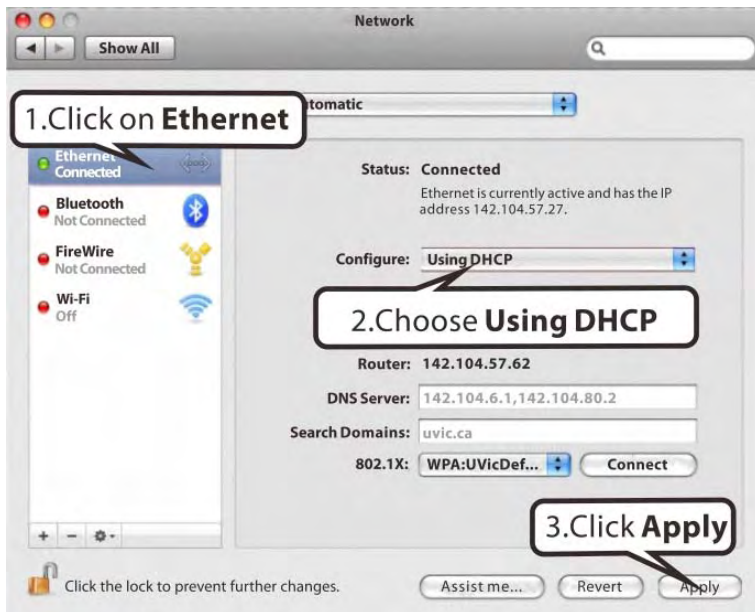 Network
Show All
1.Click on Ethernet
tomatic
Ethernet
Connected
Status: Connected
Ethernet is currently active and has the IP
address 142.104.57.27.
Bluetooth
Not Connected
FireWire
Not Connected
Configure: Using DHCP
Wi-Fi
Off
2.Choose Using DHCP
Router: 142.104.57.62
DNS Server: 142.104.6.1,142.104.80.2
Search Domains: uvic.ca
802.1X: WPA:UVicDef... Connect
3.Click Apply
Click the lock to prevent further changes.
Assist me... Revert Apply